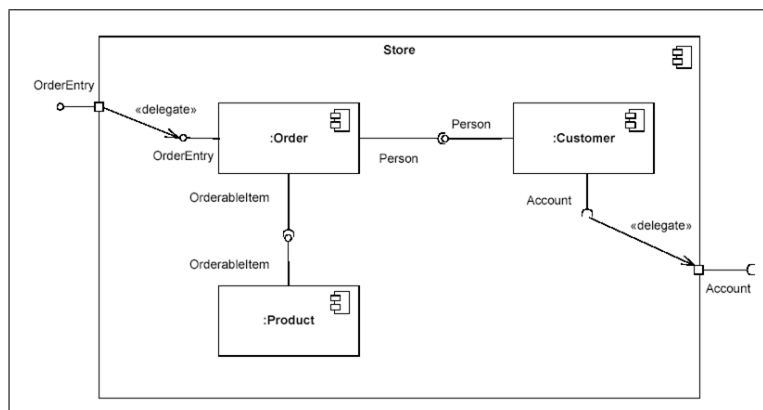 Store
OrderEntry
«delegate»
:Order
Person
:Customer
OrderEntry
Person
OrderableItem
Account
«delegate»
OrderableItem
Account
:Product